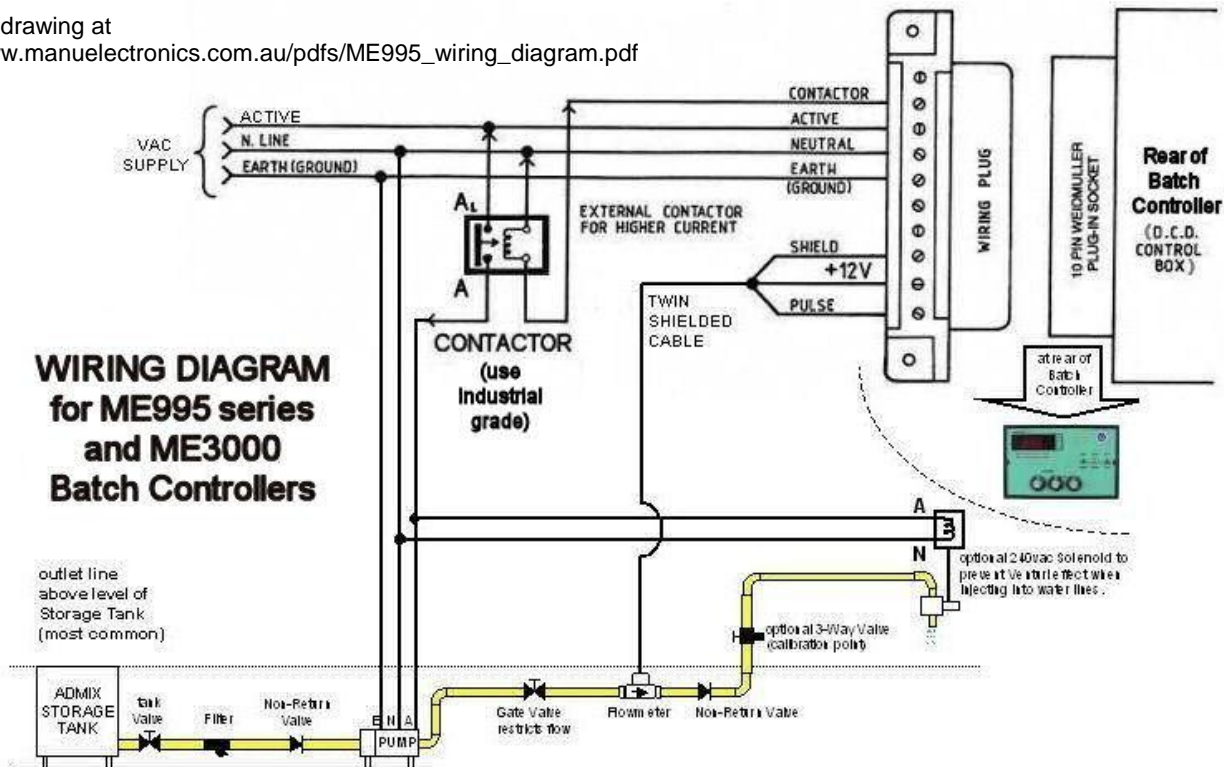 drawing at
w.manuelectronics.com.au/pdfs/ME995_wiring_diagram.pdf
VAC
SUPPLY
ACTIVE
N. LINE
EARTH (GROUND)
CONTACTOR
ACTIVE
NEUTRAL
EARTH
(GROUND)
SHIELD
+12V
PULSE
WIRING PLUG
10 PIN WEIDMULLER
PLUG-IN SOCKET
Rear of
Batch
Controller
(O.C.D.
CONTROL
BOX)
A1
A
EXTERNAL CONTACTOR
FOR HIGHER CURRENT
CONTACTOR
(use
industrial
grade)
TWIN
SHIELDED
CABLE
at rear of
Batch
Controller
WIRING DIAGRAM
for ME995 series
and ME3000
Batch Controllers
A
N
optional 240vac Solenoid to
prevent Venturi effect when
injecting into water lines.
outlet line
above level of
Storage Tank
(most common)
optional 3-Way Valve
(calibration point)
ADMIX
STORAGE
TANK
tank
Valve
Filter
Non-Return
Valve
E N A
PUMP
Gate Valve
restricts flow
Flowmeter
Non-Return Valve